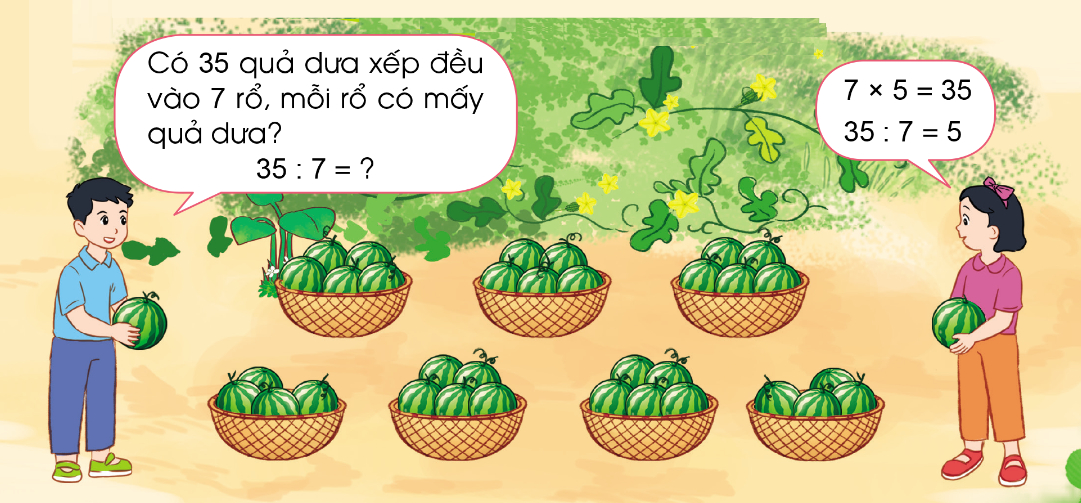 Có 35 quả dưa xếp đều
vào 7 rổ, mỗi rổ có mấy
quả dưa?
35 : 7 = ?
7 × 5 = 35
35 : 7 = 5